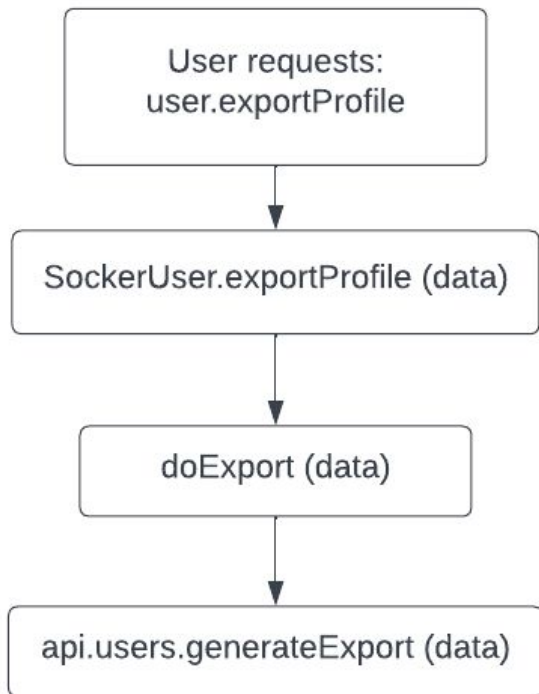 User requests:
user.exportProfile
SockerUser.exportProfile (data)
doExport (data)
api.users.generateExport (data)